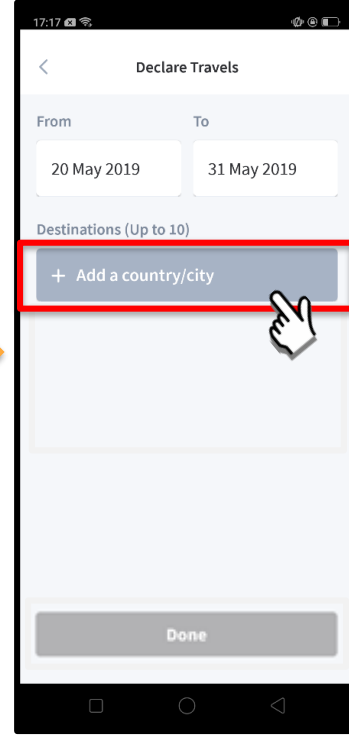 17:17
Declare Travels
From To
20 May 2019 31 May 2019
Destinations (Up to 10)
+ Add a country/city
Done